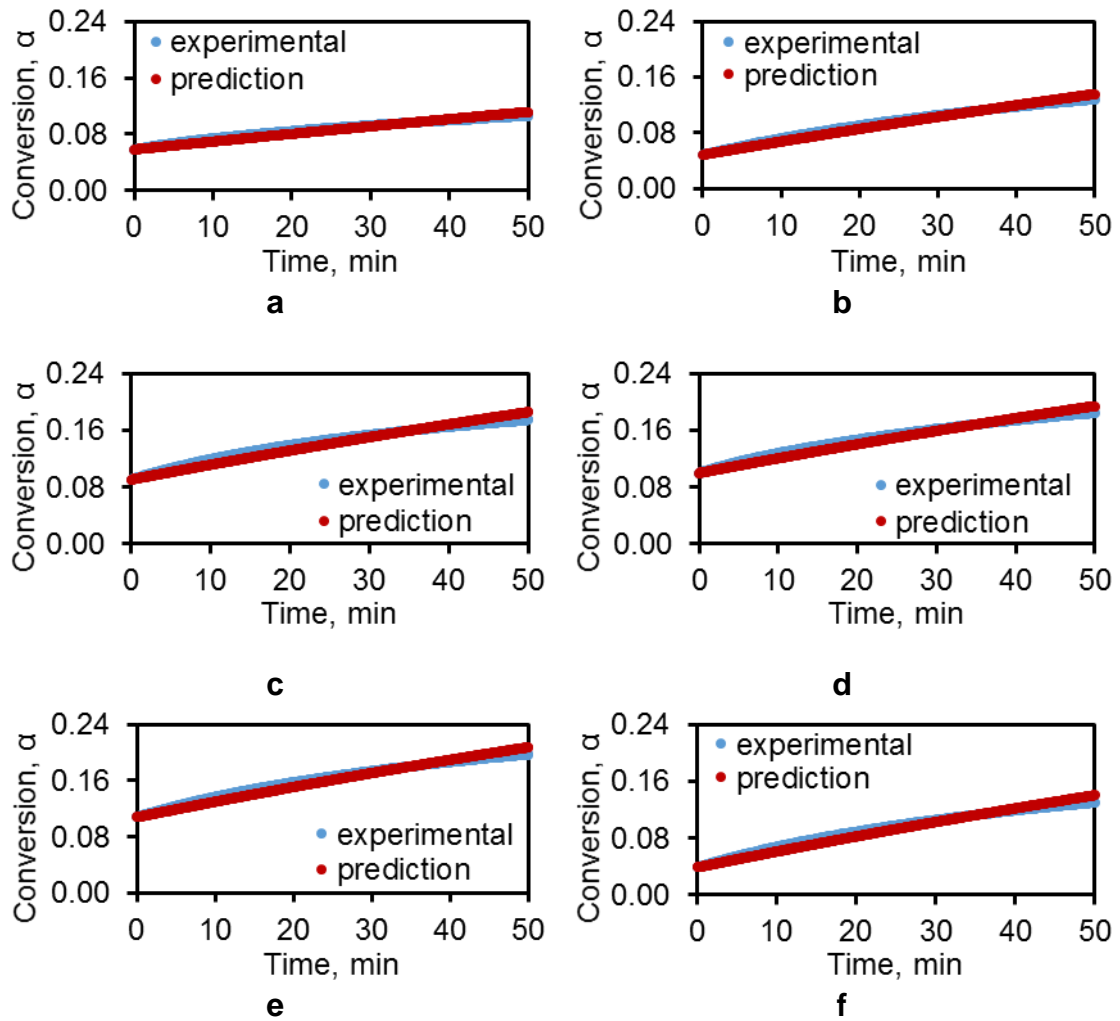 0.24
0.16
0.08
0.00
Conversion, α
experimental
prediction
0 10 20 30 40 50
Time, min
a
0.24
0.16
0.08
0.00
Conversion, α
experimental
prediction
0 10 20 30 40 50
Time, min
b
0.24
0.16
0.08
0.00
Conversion, α
experimental
prediction
0 10 20 30 40 50
Time, min
c
0.24
0.16
0.08
0.00
Conversion, α
experimental
prediction
0 10 20 30 40 50
Time, min
d
0.24
0.16
0.08
0.00
Conversion, α
experimental
prediction
0 10 20 30 40 50
Time, min
e
0.24
0.16
0.08
0.00
Conversion, α
experimental
prediction
0 10 20 30 40 50
Time, min
f